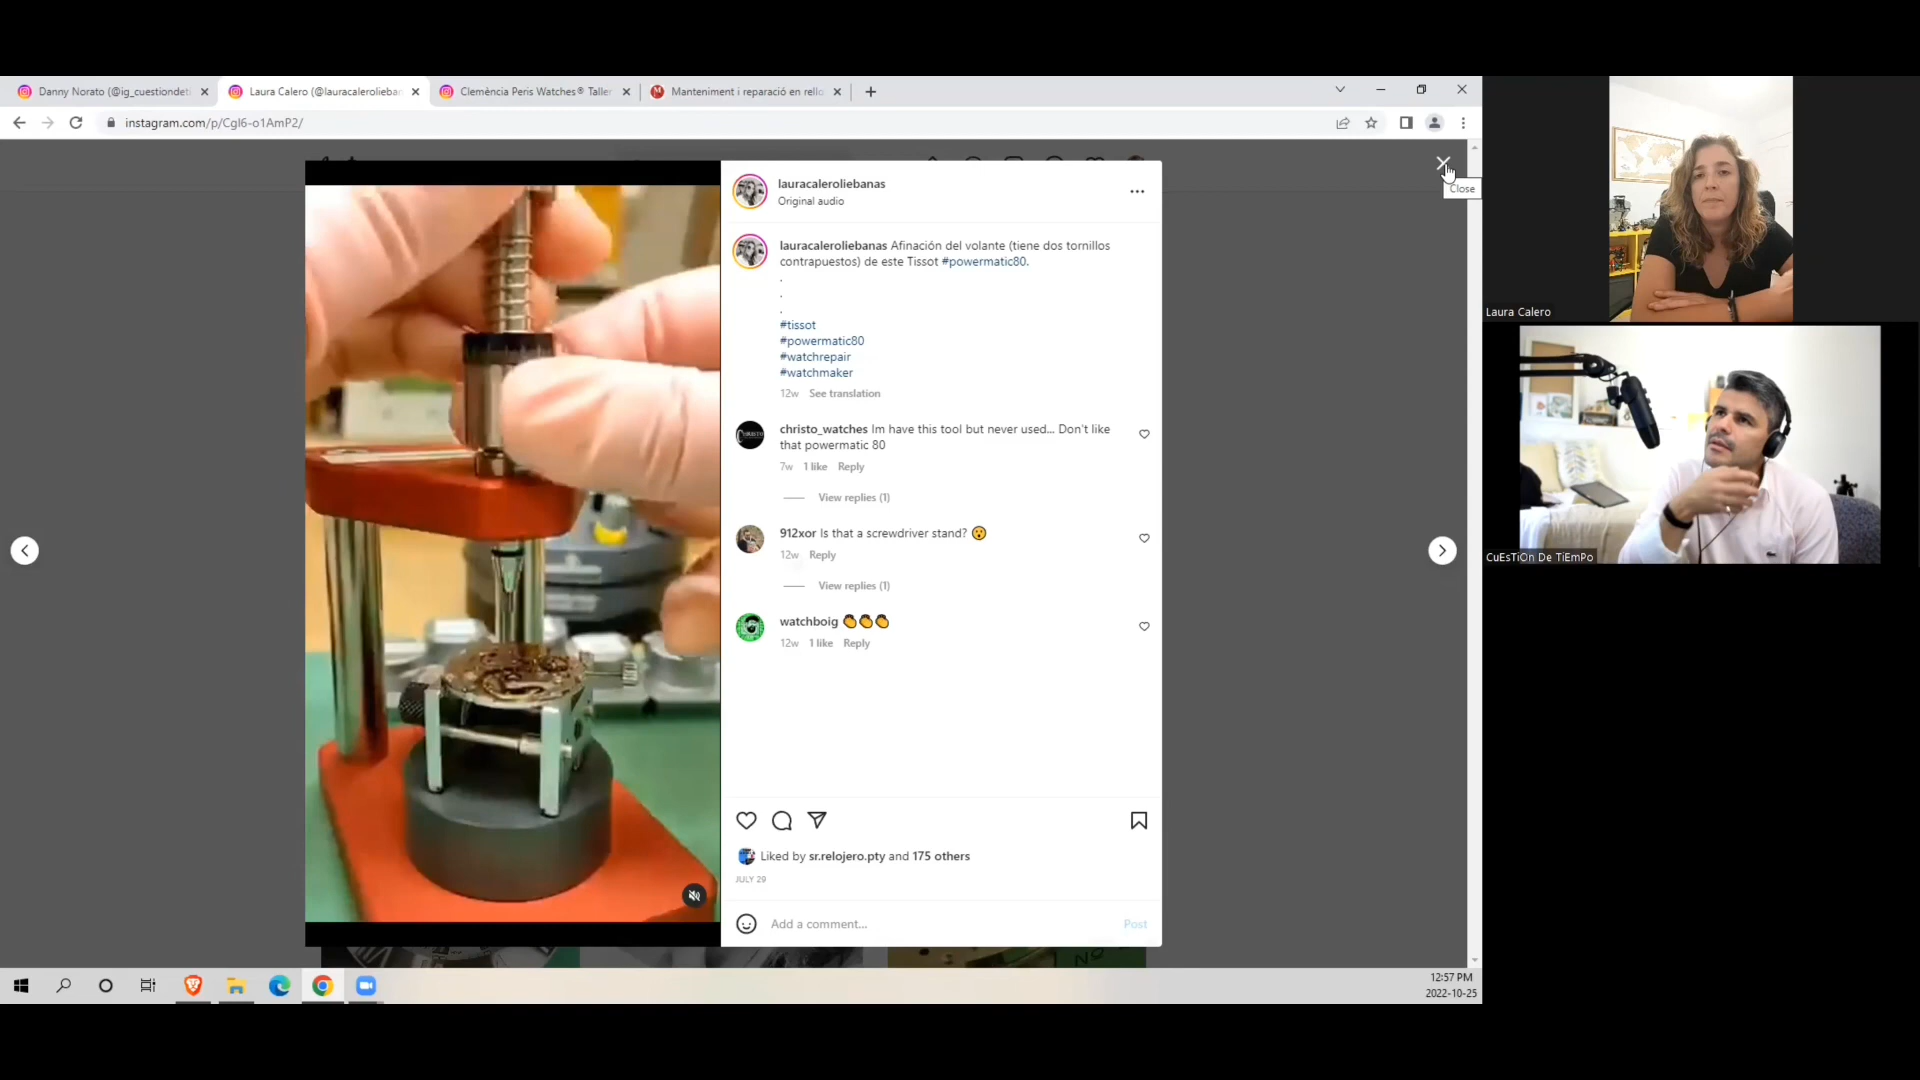 Danny Norato (@ig_cuestiondeti
Laura Calero (@lauracaleroliebana
Clemència Peris Watches® Taller
Manteniment i reparació en rello
instagram.com/p/CgI6-o1AmP2/
Close
lauracaleroliebanas
Original audio
lauracaleroliebanas Afinación del volante (tiene dos tornillos
contrapuestos) de este Tissot #powermatic80.
.
.
.
#tissot
#powermatic80
#watchrepair
#watchmaker
12w See translation
christo_watches Im have this tool but never used... Don't like
that powermatic 80
7w 1 like Reply
View replies (1)
912xor Is that a screwdriver stand? 😮
12w Reply
View replies (1)
watchboig 👏👏👏
12w 1 like Reply
Liked by sr.relojero.pty and 175 others
JULY 29
Add a comment...
Post
Laura Calero
CuEsTiOn De TiEmPo
12:57 PM
2022-10-25